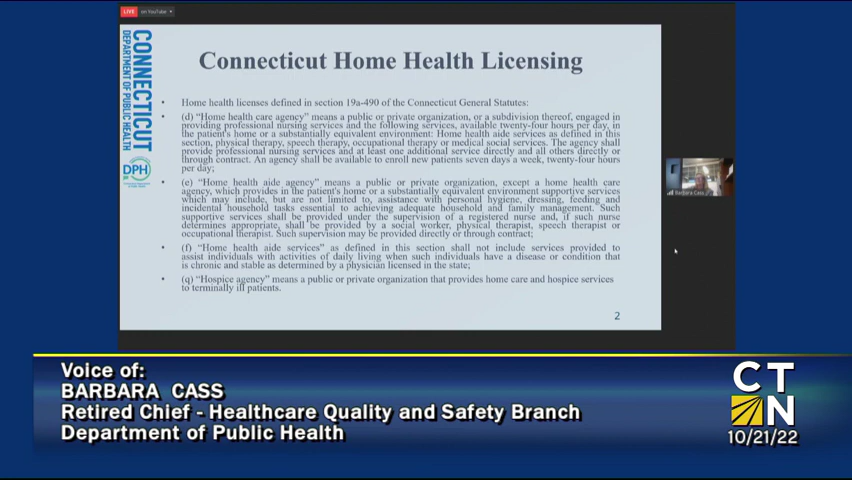 LIVE on YouTube
CONNECTICUT
DEPARTMENT OF PUBLIC HEALTH
DPH
Connecticut Home Health Licensing
• Home health licenses defined in section 19a-490 of the Connecticut General Statutes:
• (d) “Home health care agency” means a public or private organization, or a subdivision thereof, engaged in
providing professional nursing services and the following services, available twenty-four hours per day, in
the patient's home or a substantially equivalent environment: Home health aide services as defined in this
section, physical therapy, speech therapy, occupational therapy or medical social services. The agency shall
provide professional nursing services and at least one additional service directly and all others directly or
through contract. An agency shall be available to enroll new patients seven days a week, twenty-four hours
per day;
• (e) “Home health aide agency” means a public or private organization, except a home health care
agency, which provides in the patient's home or a substantially equivalent environment supportive services
which may include, but are not limited to, assistance with personal hygiene, dressing, feeding and
incidental household tasks essential to achieving adequate household and family management. Such
supportive services shall be provided under the supervision of a registered nurse and, if such nurse
determines appropriate, shall be provided by a social worker, physical therapist, speech therapist or
occupational therapist. Such supervision may be provided directly or through contract;
• (f) “Home health aide services” as defined in this section shall not include services provided to
assist individuals with activities of daily living when such individuals have a disease or condition that
is chronic and stable as determined by a physician licensed in the state;
• (q) “Hospice agency” means a public or private organization that provides home care and hospice services
to terminally ill patients.
2
Barbara Cass
Voice of:
BARBARA CASS
Retired Chief - Healthcare Quality and Safety Branch
Department of Public Health
CT
N
10/21/22